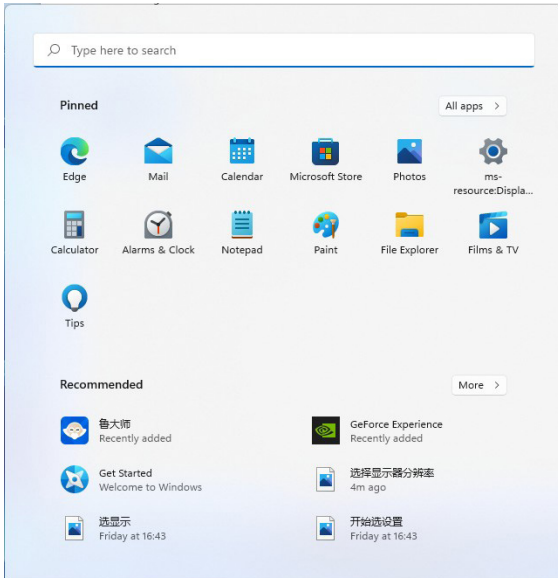 Type here to search
Pinned
All apps >
Edge
Mail
Calendar
Microsoft Store
Photos
ms-
resource:Displa...
Calculator
Alarms & Clock
Notepad
Paint
File Explorer
Films & TV
Tips
Recommended
More >
鲁大师
Recently added
GeForce Experience
Recently added
Get Started
Welcome to Windows
选择显示器分辨率
4m ago
选显示
Friday at 16:43
开始选设置
Friday at 16:43